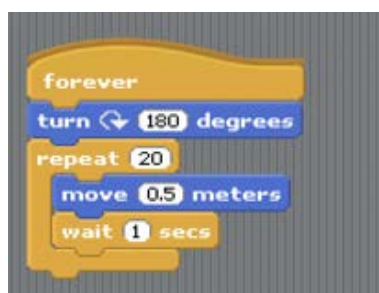 forever
turn 180 degrees
repeat 20
move 0.5 meters
wait 1 secs